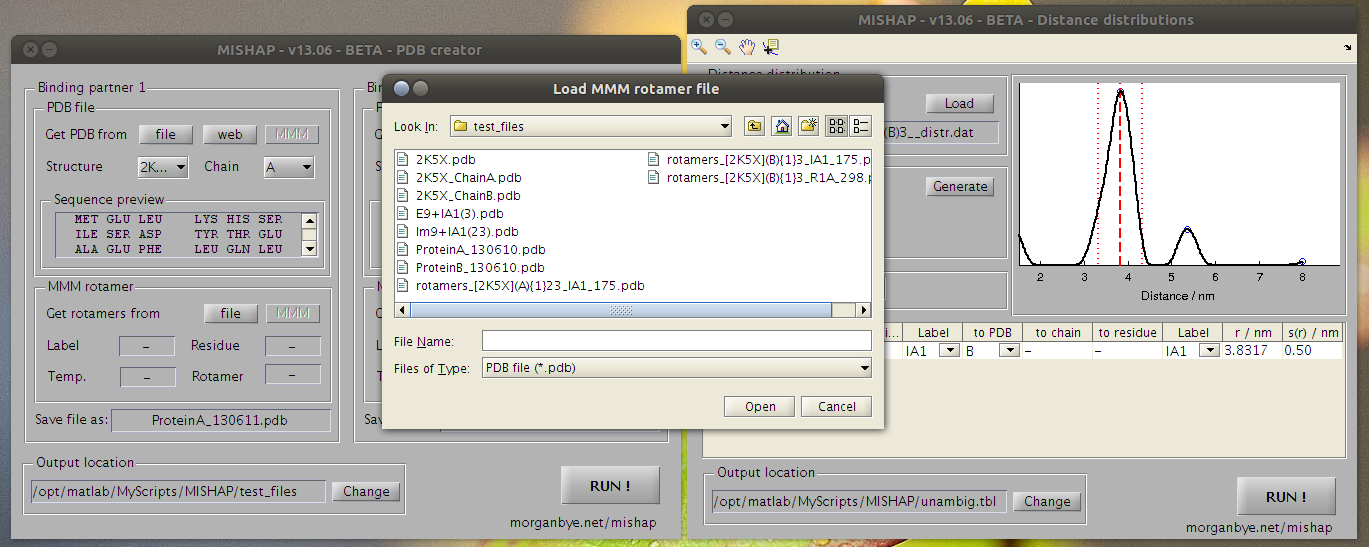 MISHAP - v13.06 - BETA - PDB creator
Binding partner 1
PDB file
Get PDB from file web MMM
Structure 2K... Chain A
Sequence preview
MET GLU LEU LYS HIS SER
ILE SER ASP TYR THR GLU
ALA GLU PHE LEU GLN LEU
MMM rotamer
Get rotamers from file MMM
Label - Residue -
Temp. - Rotamer -
Save file as: ProteinA_130611.pdb
Output location
/opt/matlab/MyScripts/MISHAP/test_files Change
RUN !
morganbye.net/mishap
Load MMM rotamer file
Look In: test_files
2K5X.pdb
2K5X_ChainA.pdb
2K5X_ChainB.pdb
E9+IA1(3).pdb
Im9+IA1(23).pdb
ProteinA_130610.pdb
ProteinB_130610.pdb
rotamers_[2K5X](A){1}23_IA1_175.pdb
rotamers_[2K5X](B){1}3_IA1_175.p
rotamers_[2K5X](B){1}3_R1A_298.p
File Name:
Files of Type: PDB file (*.pdb)
Open Cancel
MISHAP - v13.06 - BETA - Distance distributions
Distance distribution
Load
(B)3__distr.dat
Generate
2 3 4 5 6 7 8
Distance / nm
i... Label to PDB to chain to residue Label r / nm s(r) / nm
IA1 B - - IA1 3.8317 0.50
Output location
/opt/matlab/MyScripts/MISHAP/unambig.tbl Change
RUN !
morganbye.net/mishap